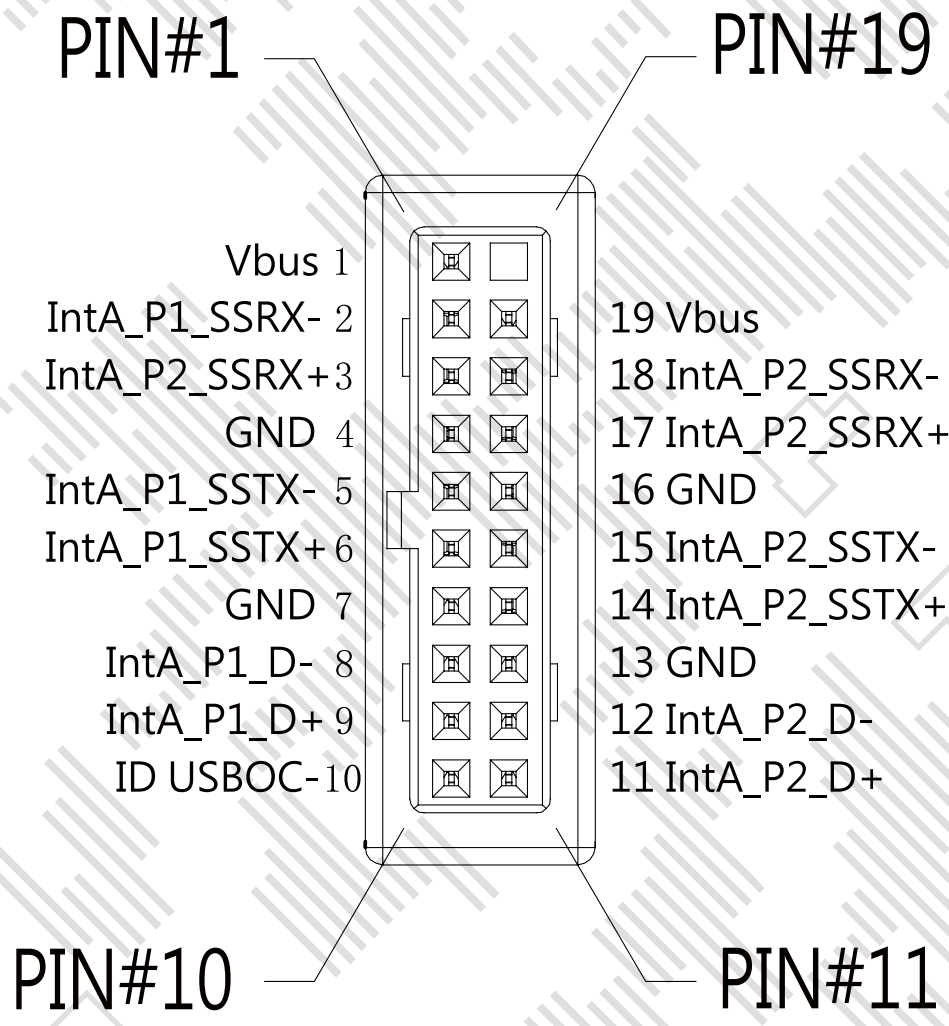 PIN#1
PIN#19
Vbus 1
IntA_P1_SSRX- 2
IntA_P2_SSRX+3
GND 4
IntA_P1_SSTX- 5
IntA_P1_SSTX+6
GND 7
IntA_P1_D- 8
IntA_P1_D+ 9
ID USBOC-10
19 Vbus
18 IntA_P2_SSRX-
17 IntA_P2_SSRX+
16 GND
15 IntA_P2_SSTX-
14 IntA_P2_SSTX+
13 GND
12 IntA_P2_D-
11 IntA_P2_D+
PIN#10
PIN#11